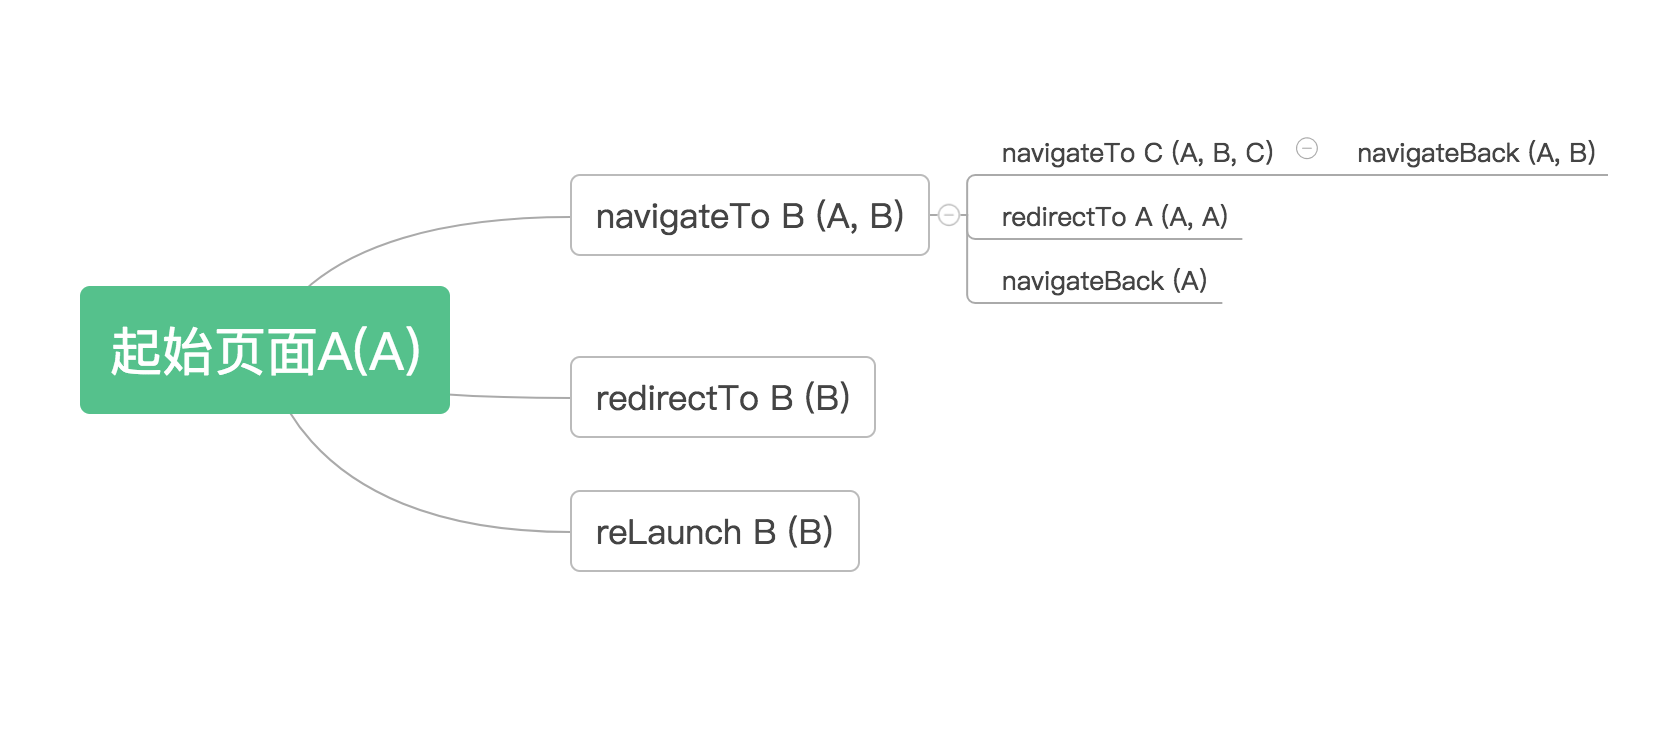 起始页面A(A)
navigateTo B (A, B)
navigateTo C (A, B, C)
navigateBack (A, B)
redirectTo A (A, A)
navigateBack (A)
redirectTo B (B)
reLaunch B (B)